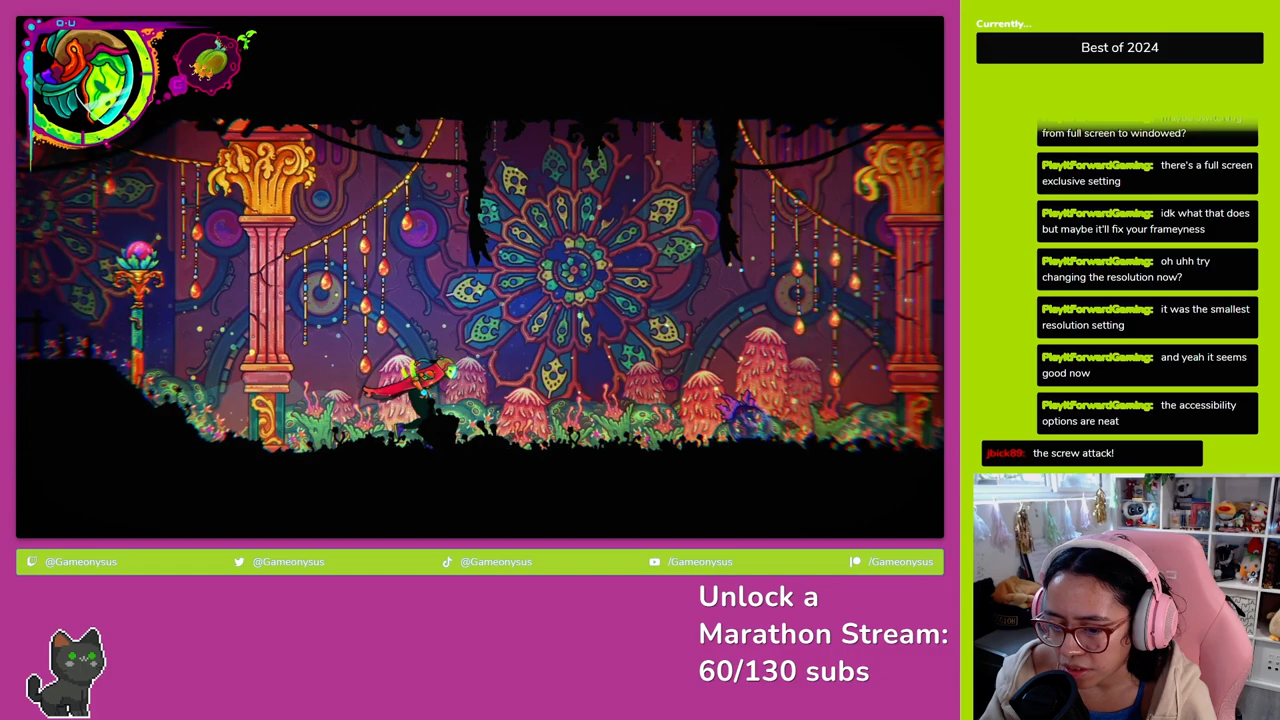 Currently...
Best of 2024
from full screen to windowed?
PlayItForwardGaming: there's a full screen
exclusive setting
PlayItForwardGaming: idk what that does
but maybe it'll fix your frameyness
PlayItForwardGaming: oh uhh try
changing the resolution now?
PlayItForwardGaming: it was the smallest
resolution setting
PlayItForwardGaming: and yeah it seems
good now
PlayItForwardGaming: the accessibility
options are neat
jbick89: the screw attack!
@Gameonysus @Gameonysus @Gameonysus /Gameonysus /Gameonysus
Unlock a
Marathon Stream:
60/130 subs